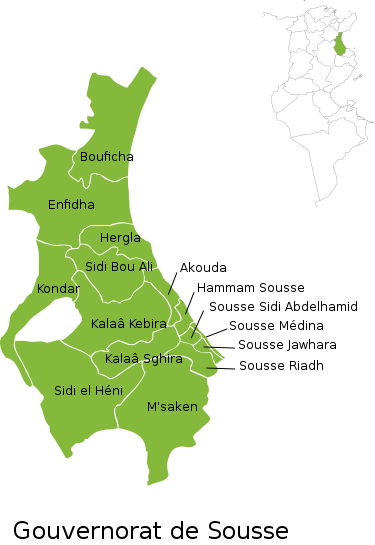 Bouficha
Enfidha
Hergla
Sidi Bou Ali
Akouda
Kondar
Hammam Sousse
Sousse Sidi Abdelhamid
Kalaâ Kebira
Sousse Médina
Sousse Jawhara
Kalaâ Sghira
Sousse Riadh
Sidi el Héni
M'saken
Gouvernorat de Sousse